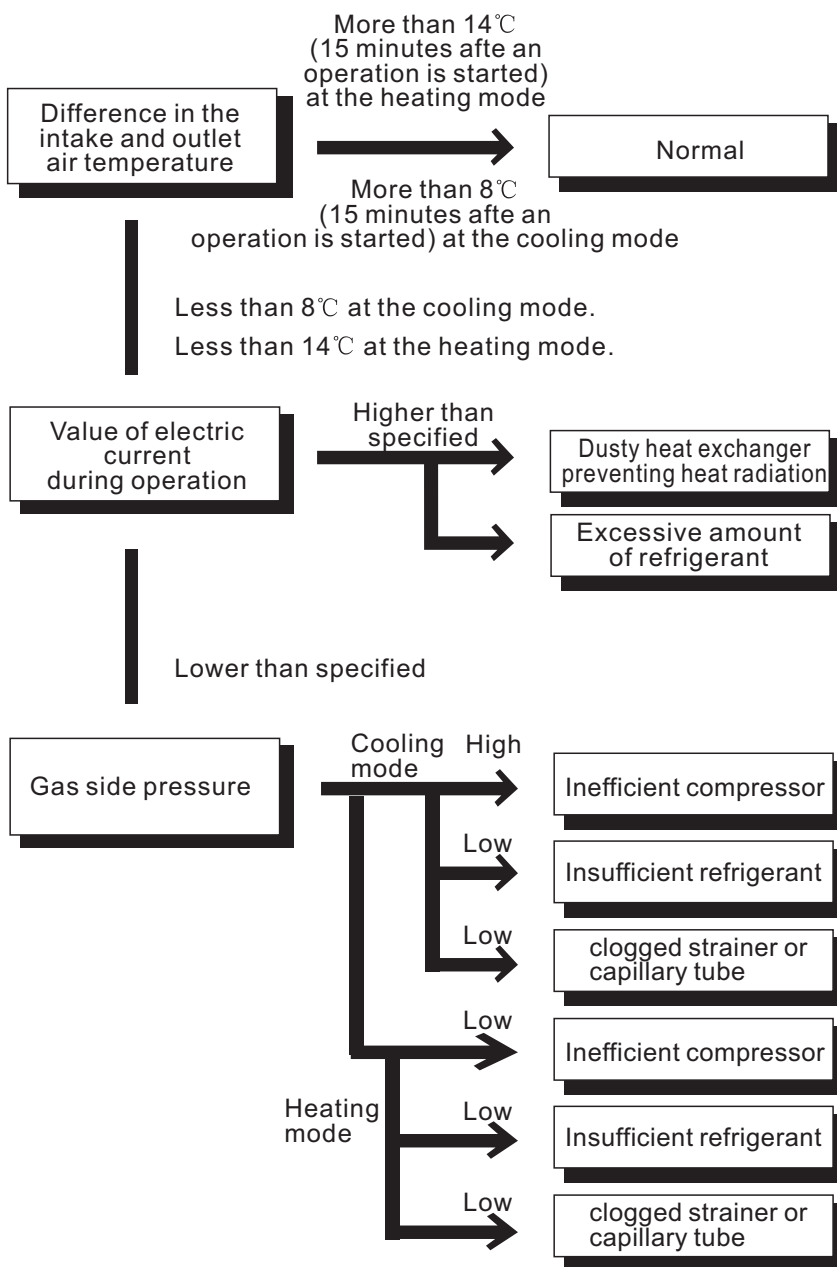 More than 14℃
(15 minutes afte an
operation is started)
at the heating mode
Difference in the
intake and outlet
air temperature
Normal
More than 8℃
(15 minutes afte an
operation is started) at the cooling mode
Less than 8℃ at the cooling mode.
Less than 14℃ at the heating mode.
Value of electric
current
during operation
Higher than
specified
Dusty heat exchanger
preventing heat radiation
Excessive amount
of refrigerant
Lower than specified
Gas side pressure
Cooling
mode
High
Inefficient compressor
Low
Insufficient refrigerant
Low
clogged strainer or
capillary tube
Low
Inefficient compressor
Heating
mode
Low
Insufficient refrigerant
Low
clogged strainer or
capillary tube